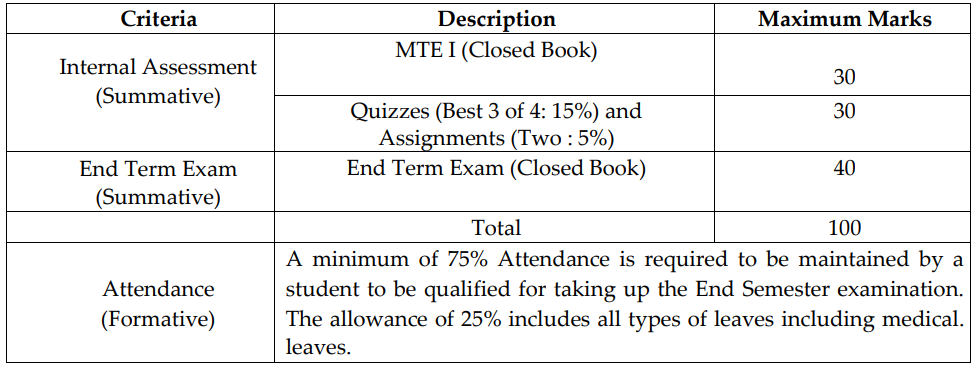 Criteria Description Maximum Marks
Internal Assessment
(Summative)
MTE I (Closed Book)
30
Quizzes (Best 3 of 4: 15%) and
Assignments (Two : 5%)
30
End Term Exam
(Summative)
End Term Exam (Closed Book)
40
Total 100
Attendance
(Formative)
A minimum of 75% Attendance is required to be maintained by a
student to be qualified for taking up the End Semester examination.
The allowance of 25% includes all types of leaves including medical.
leaves.